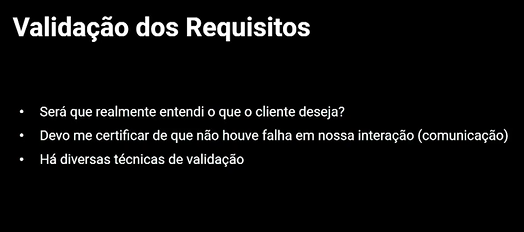 Validação dos Requisitos
• Será que realmente entendi o que o cliente deseja?
• Devo me certificar de que não houve falha em nossa interação (comunicação)
• Há diversas técnicas de validação